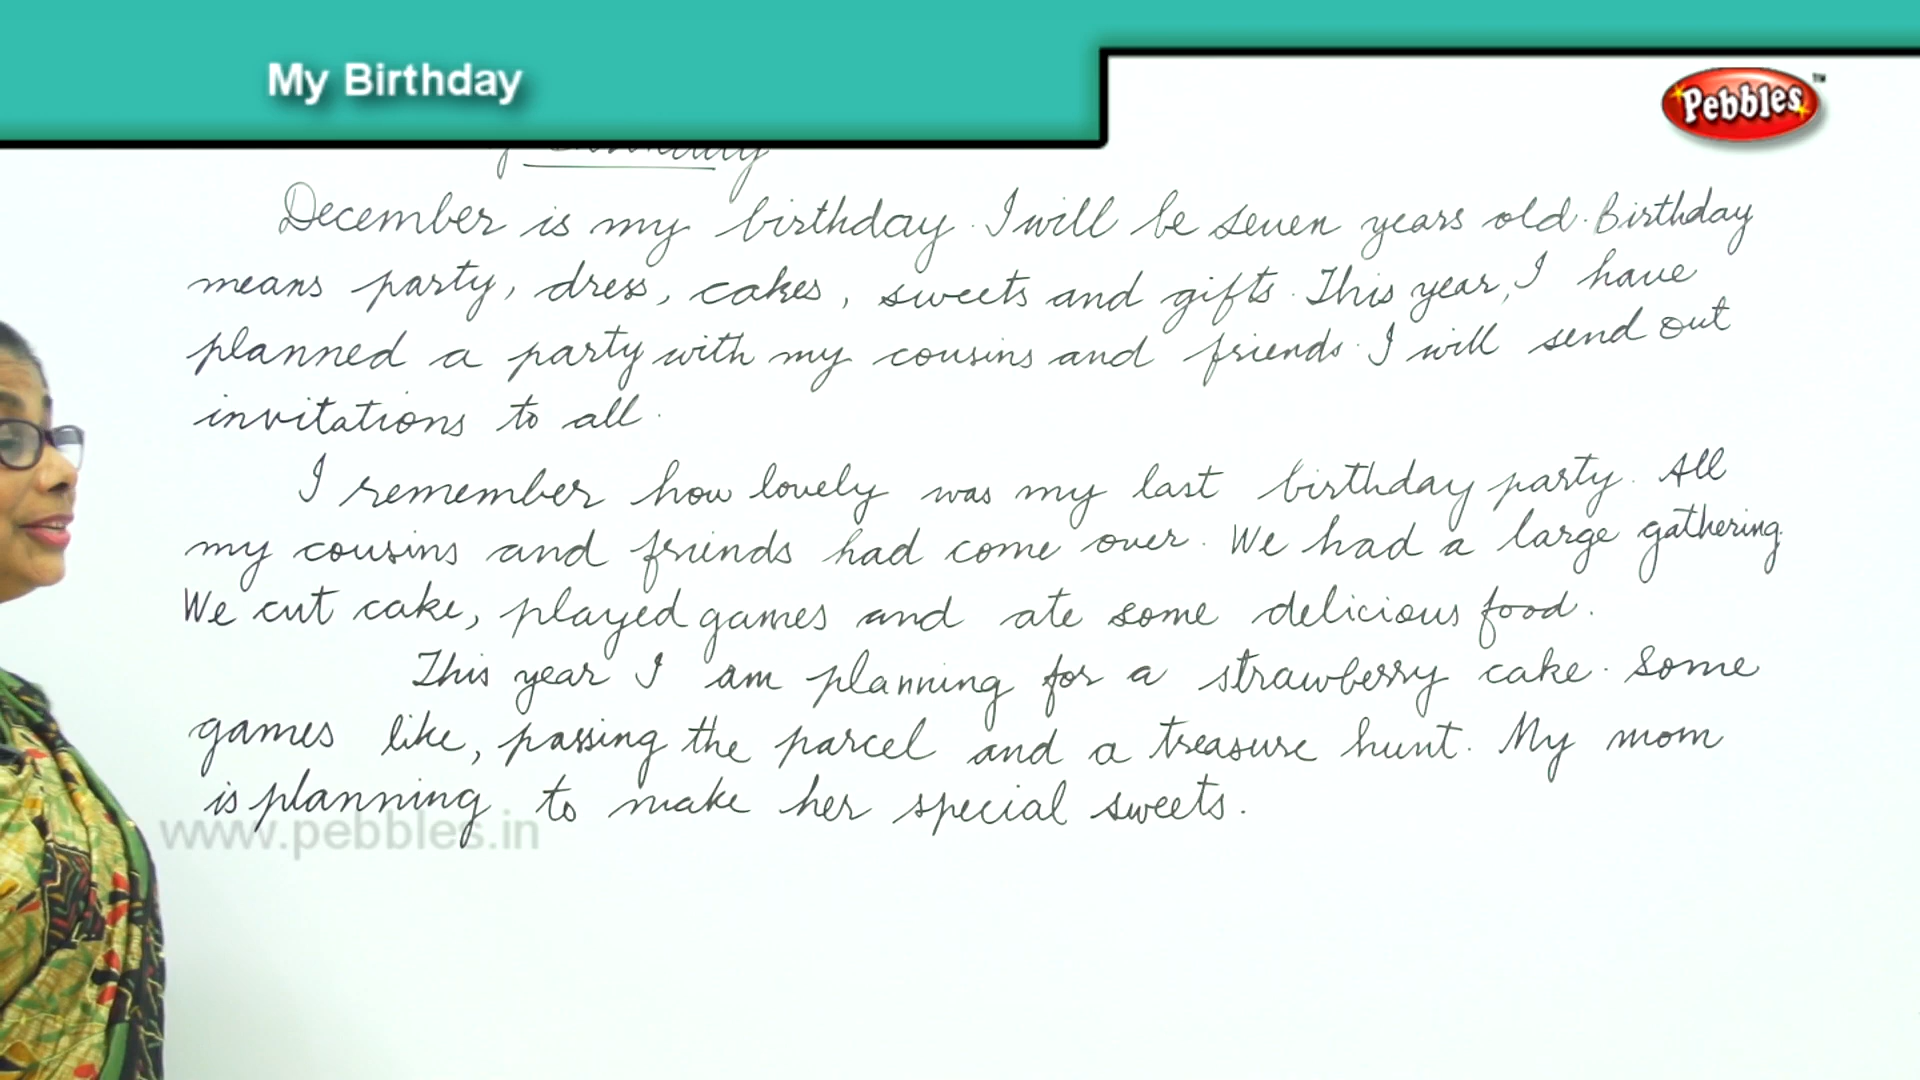 My Birthday
Pebbles
TM
December is my birthday. I will be seven years old. Birthday
means party, dress, cakes, sweets and gifts. This year, I have
planned a party with my cousins and friends. I will send out
invitations to all.
I remember how lovely was my last birthday party. All
my cousins and friends had come over. We had a large gathering.
We cut cake, played games and ate some delicious food.
This year I am planning for a strawberry cake. Some
games like, passing the parcel and a treasure hunt. My mom
is planning to make her special sweets.
www.pebbles.in